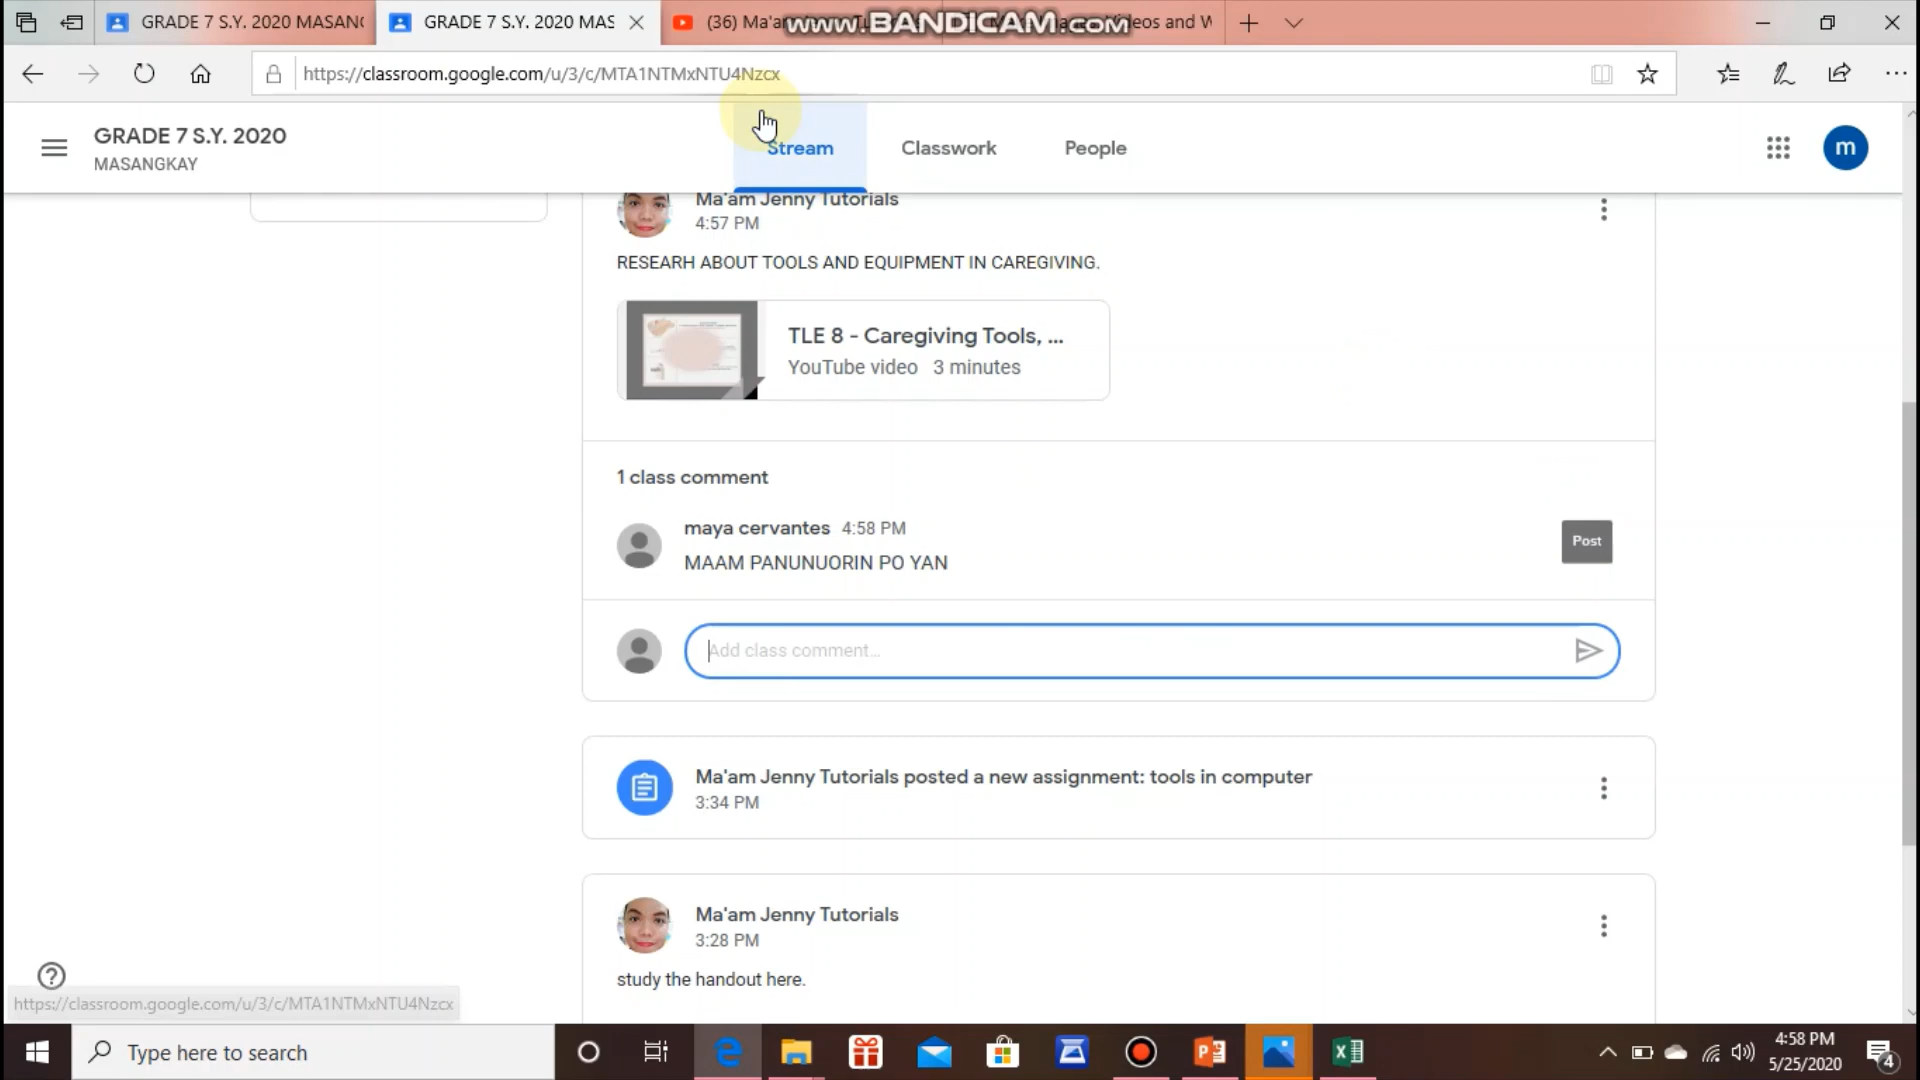 GRADE 7 S.Y. 2020 MASANG
GRADE 7 S.Y. 2020 MAS
(36) Ma'am
www.BANDICAM.com
Videos and W
https://classroom.google.com/u/3/c/MTA1NTMxNTU4Nzcx
GRADE 7 S.Y. 2020
MASANGKAY
Stream
Classwork
People
m
Ma'am Jenny Tutorials
4:57 PM
RESEARH ABOUT TOOLS AND EQUIPMENT IN CAREGIVING.
TLE 8 - Caregiving Tools, ...
YouTube video 3 minutes
1 class comment
maya cervantes 4:58 PM
MAAM PANUNUORIN PO YAN
Post
Add class comment...
Ma'am Jenny Tutorials posted a new assignment: tools in computer
3:34 PM
Ma'am Jenny Tutorials
3:28 PM
study the handout here.
https://classroom.google.com/u/3/c/MTA1NTMxNTU4Nzcx
Type here to search
4:58 PM
5/25/2020
4